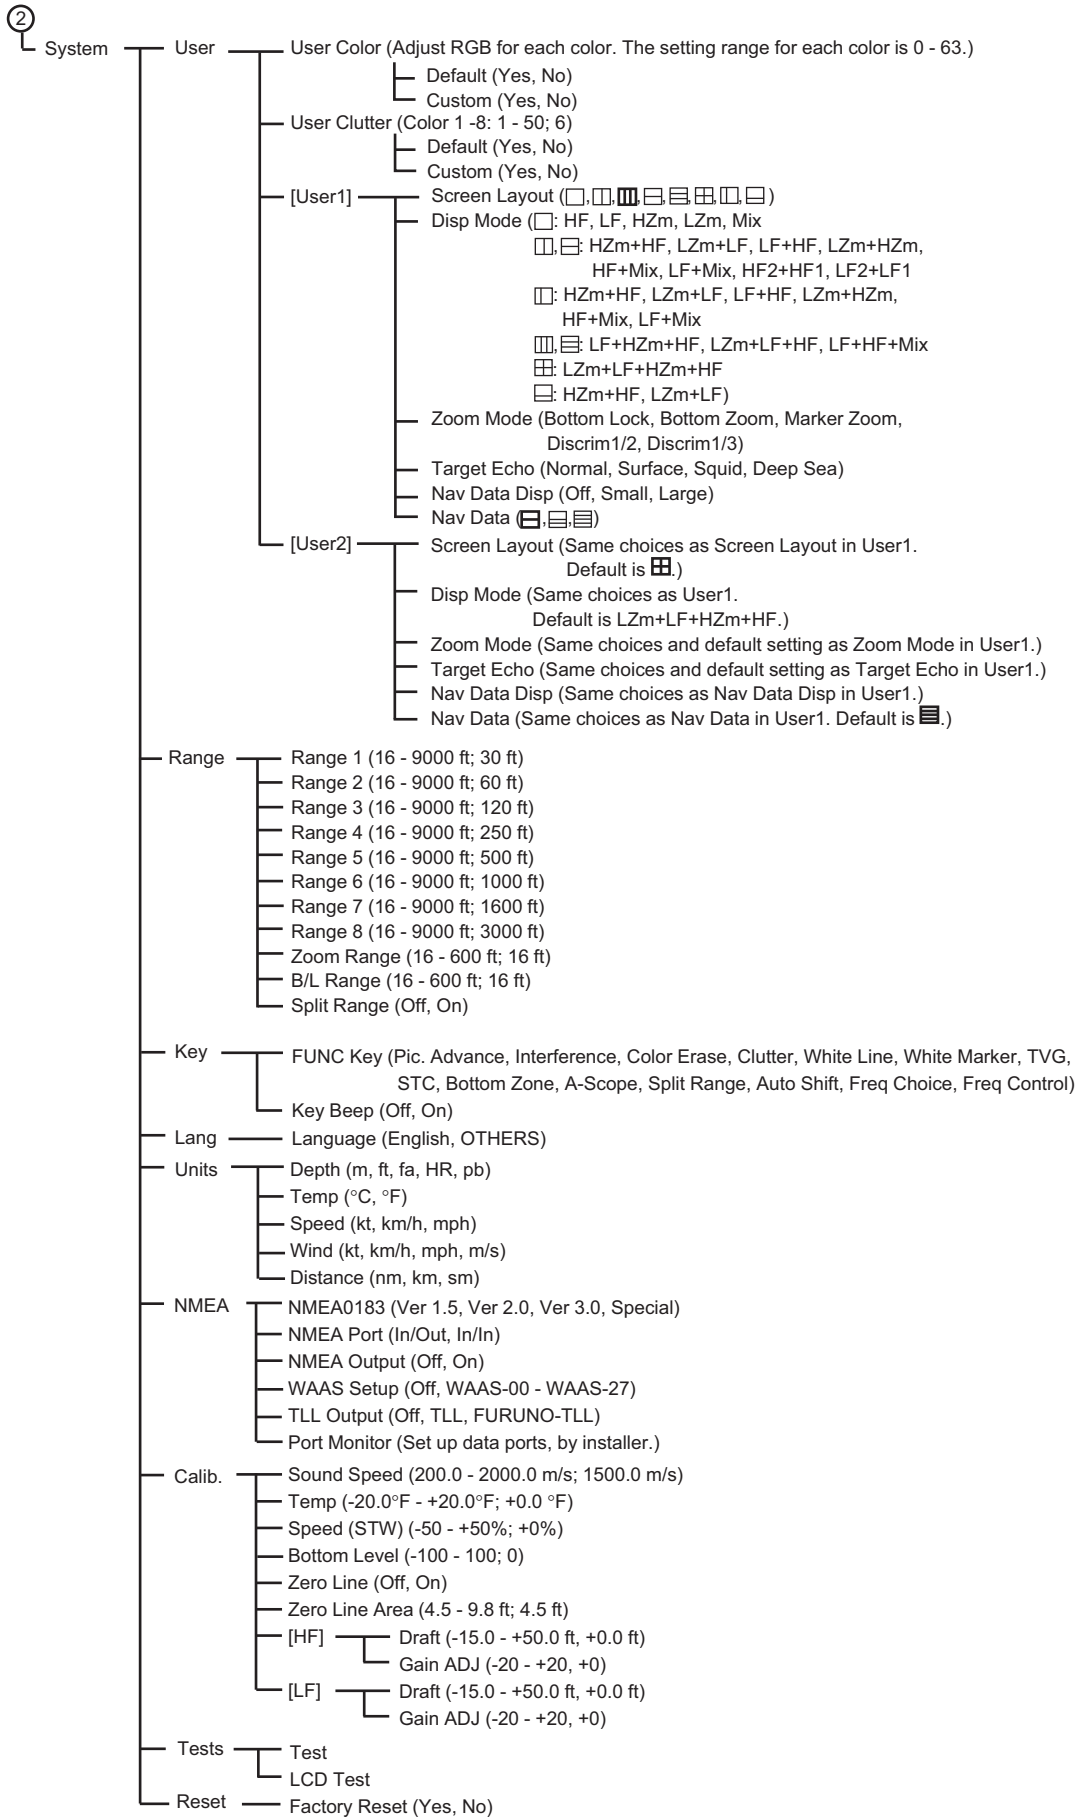 2
System
User
User Color (Adjust RGB for each color. The setting range for each color is 0 - 63.)
Default (Yes, No)
Custom (Yes, No)
User Clutter (Color 1 -8: 1 - 50; 6)
Default (Yes, No)
Custom (Yes, No)
[User1]
Screen Layout (□,◫,▥,⊟,▤,⊞,◫,⊟)
Disp Mode (□: HF, LF, HZm, LZm, Mix
◫,⊟: HZm+HF, LZm+LF, LF+HF, LZm+HZm,
HF+Mix, LF+Mix, HF2+HF1, LF2+LF1
◫: HZm+HF, LZm+LF, LF+HF, LZm+HZm,
HF+Mix, LF+Mix
▥,▤: LF+HZm+HF, LZm+LF+HF, LF+HF+Mix
⊞: LZm+LF+HZm+HF
⊟: HZm+HF, LZm+LF)
Zoom Mode (Bottom Lock, Bottom Zoom, Marker Zoom,
Discrim1/2, Discrim1/3)
Target Echo (Normal, Surface, Squid, Deep Sea)
Nav Data Disp (Off, Small, Large)
Nav Data (⊟,▤,▤)
[User2]
Screen Layout (Same choices as Screen Layout in User1.
Default is ⊞.)
Disp Mode (Same choices as User1.
Default is LZm+LF+HZm+HF.)
Zoom Mode (Same choices and default setting as Zoom Mode in User1.)
Target Echo (Same choices and default setting as Target Echo in User1.)
Nav Data Disp (Same choices as Nav Data Disp in User1.)
Nav Data (Same choices as Nav Data in User1. Default is ▤.)
Range
Range 1 (16 - 9000 ft; 30 ft)
Range 2 (16 - 9000 ft; 60 ft)
Range 3 (16 - 9000 ft; 120 ft)
Range 4 (16 - 9000 ft; 250 ft)
Range 5 (16 - 9000 ft; 500 ft)
Range 6 (16 - 9000 ft; 1000 ft)
Range 7 (16 - 9000 ft; 1600 ft)
Range 8 (16 - 9000 ft; 3000 ft)
Zoom Range (16 - 600 ft; 16 ft)
B/L Range (16 - 600 ft; 16 ft)
Split Range (Off, On)
Key
FUNC Key (Pic. Advance, Interference, Color Erase, Clutter, White Line, White Marker, TVG,
STC, Bottom Zone, A-Scope, Split Range, Auto Shift, Freq Choice, Freq Control)
Key Beep (Off, On)
Lang
Language (English, OTHERS)
Units
Depth (m, ft, fa, HR, pb)
Temp (°C, °F)
Speed (kt, km/h, mph)
Wind (kt, km/h, mph, m/s)
Distance (nm, km, sm)
NMEA
NMEA0183 (Ver 1.5, Ver 2.0, Ver 3.0, Special)
NMEA Port (In/Out, In/In)
NMEA Output (Off, On)
WAAS Setup (Off, WAAS-00 - WAAS-27)
TLL Output (Off, TLL, FURUNO-TLL)
Port Monitor (Set up data ports, by installer.)
Calib.
Sound Speed (200.0 - 2000.0 m/s; 1500.0 m/s)
Temp (-20.0°F - +20.0°F; +0.0 °F)
Speed (STW) (-50 - +50%; +0%)
Bottom Level (-100 - 100; 0)
Zero Line (Off, On)
Zero Line Area (4.5 - 9.8 ft; 4.5 ft)
[HF]
Draft (-15.0 - +50.0 ft, +0.0 ft)
Gain ADJ (-20 - +20, +0)
[LF]
Draft (-15.0 - +50.0 ft, +0.0 ft)
Gain ADJ (-20 - +20, +0)
Tests
Test
LCD Test
Reset
Factory Reset (Yes, No)